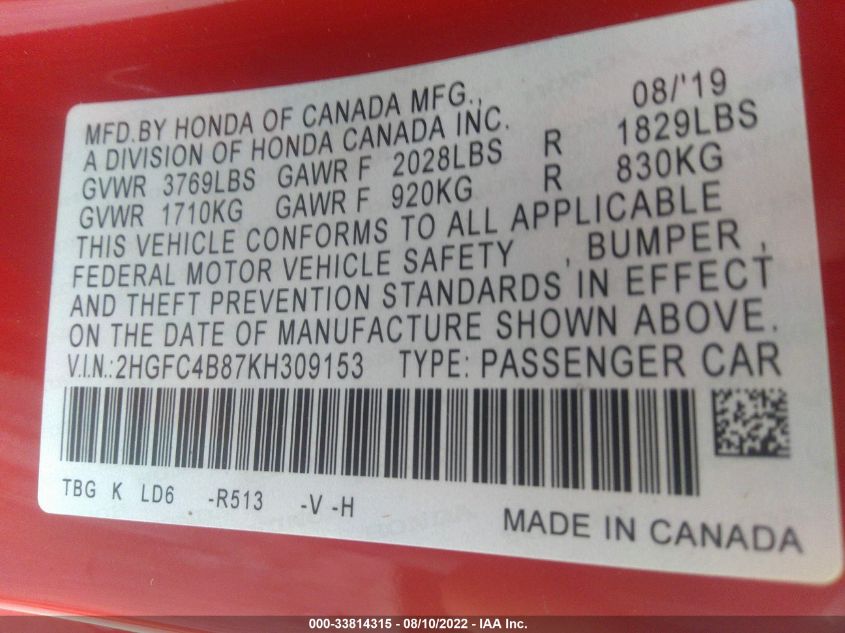 MFD.BY HONDA OF CANADA MFG., 08/'19
A DIVISION OF HONDA CANADA INC.
GVWR 3769LBS GAWR F 2028LBS R 1829LBS
GVWR 1710KG GAWR F 920KG R 830KG
THIS VEHICLE CONFORMS TO ALL APPLICABLE
FEDERAL MOTOR VEHICLE SAFETY , BUMPER ,
AND THEFT PREVENTION STANDARDS IN EFFECT
ON THE DATE OF MANUFACTURE SHOWN ABOVE.
V.I.N.:2HGFC4B87KH309153 TYPE: PASSENGER CAR
TBG K LD6 -R513 -V -H
MADE IN CANADA
000-33814315 - 08/10/2022 - IAA Inc.